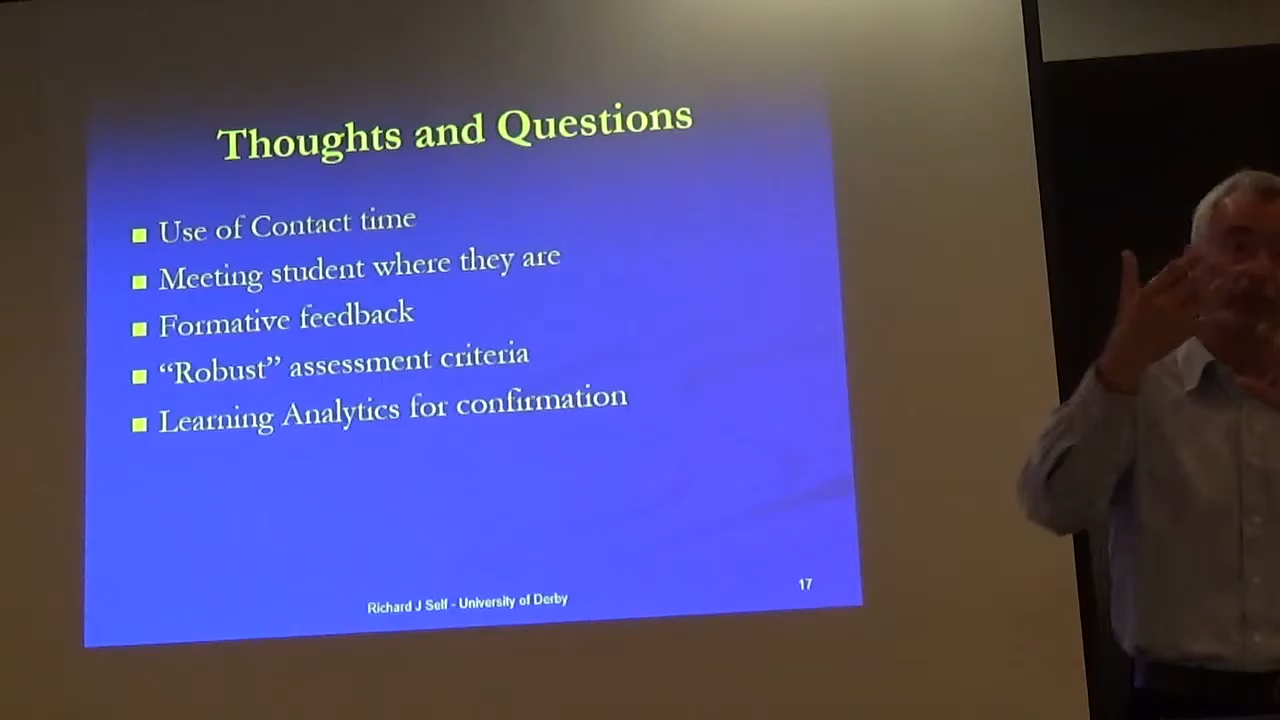 Thoughts and Questions
Use of Contact time
Meeting student where they are
Formative feedback
“Robust” assessment criteria
Learning Analytics for confirmation
Richard J Self - University of Derby
17